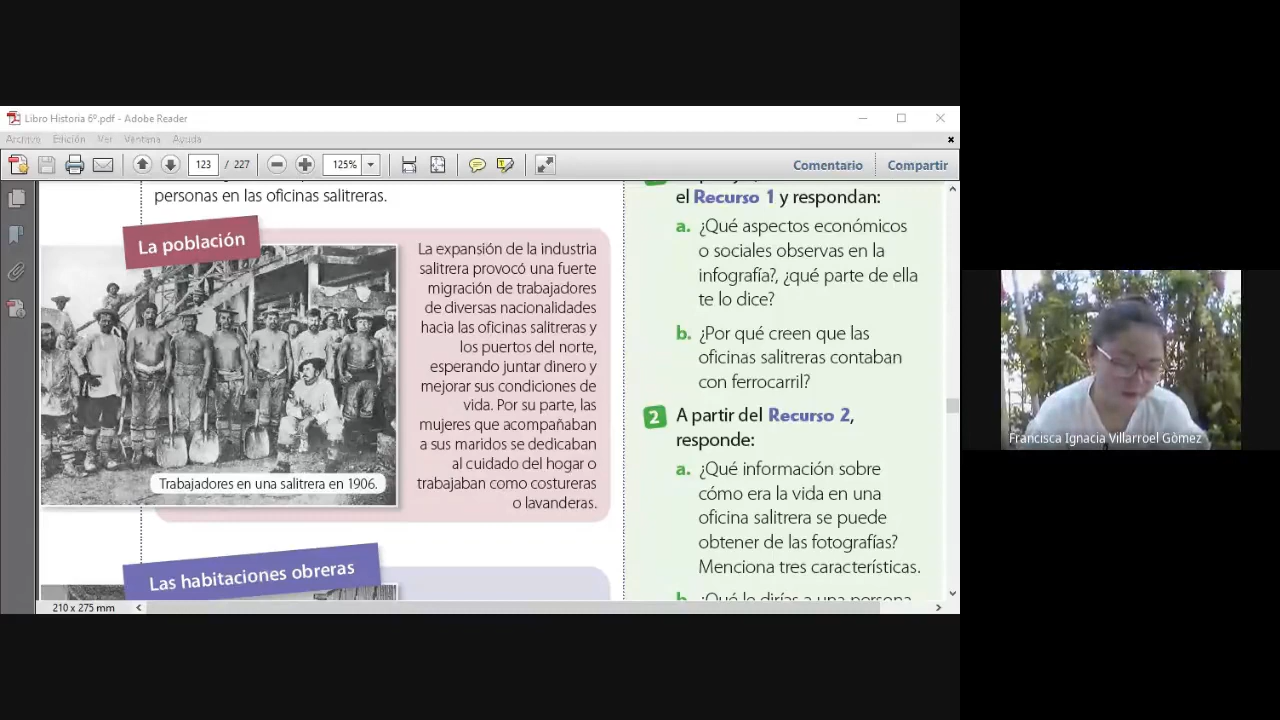 Libro Historia 6º.pdf - Adobe Reader
Archivo Edición Ver Ventana Ayuda
123 / 227
125%
Comentario
Compartir
personas en las oficinas salitreras.
La población
La expansión de la industria
salitrera provocó una fuerte
migración de trabajadores
de diversas nacionalidades
hacia las oficinas salitreras y
los puertos del norte,
esperando juntar dinero y
mejorar sus condiciones de
vida. Por su parte, las
mujeres que acompañaban
a sus maridos se dedicaban
al cuidado del hogar o
trabajaban como costureras
o lavanderas.
Trabajadores en una salitrera en 1906.
Las habitaciones obreras
el Recurso 1 y respondan:
a. ¿Qué aspectos económicos
o sociales observas en la
infografía?, ¿qué parte de ella
te lo dice?
b. ¿Por qué creen que las
oficinas salitreras contaban
con ferrocarril?
2 A partir del Recurso 2,
responde:
a. ¿Qué información sobre
cómo era la vida en una
oficina salitrera se puede
obtener de las fotografías?
Menciona tres características.
b. ¿Qué le dirías a una persona
210 x 275 mm
Francisca Ignacia Villarroel Gòmez